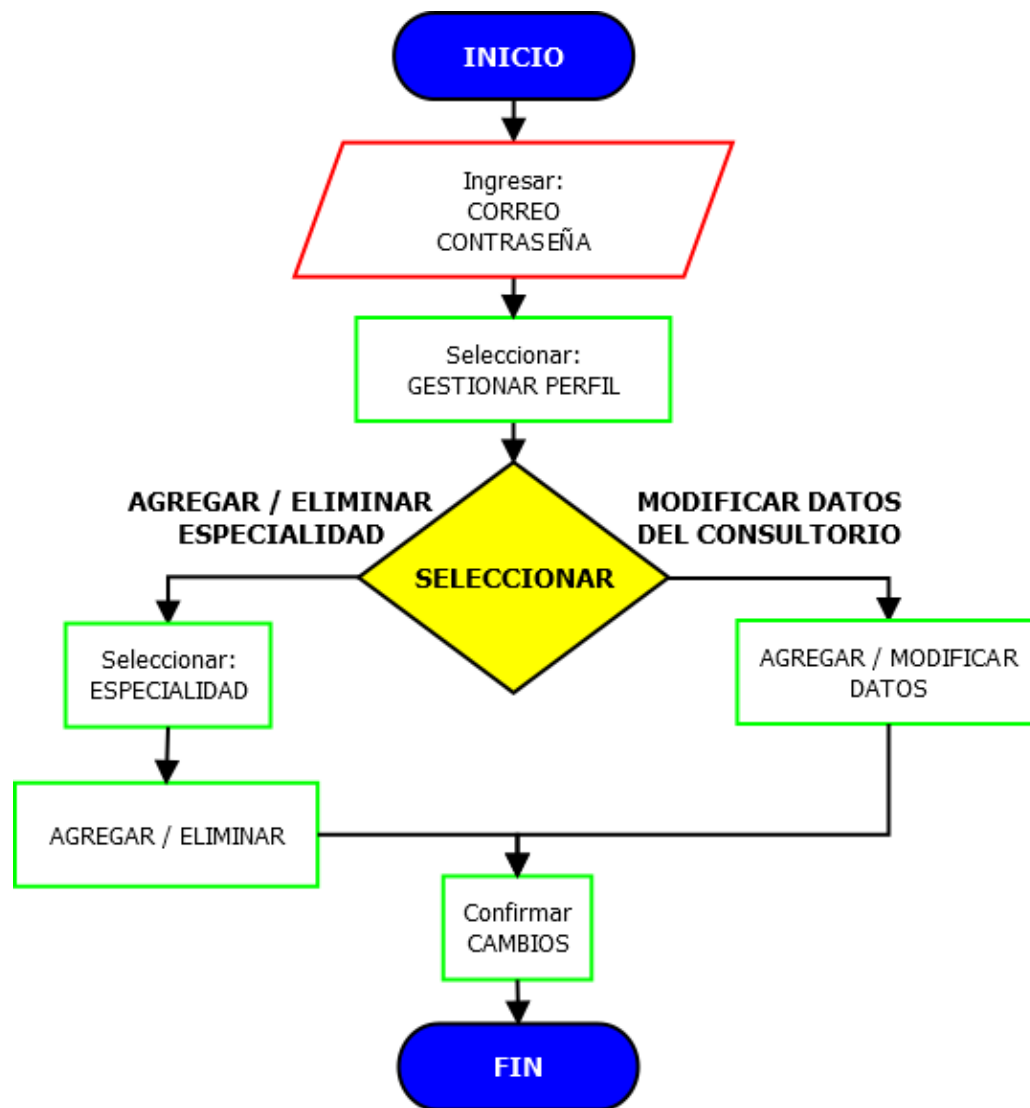 INICIO
Ingresar:
CORREO
CONTRASEÑA
Seleccionar:
GESTIONAR PERFIL
AGREGAR / ELIMINAR
ESPECIALIDAD
MODIFICAR DATOS
DEL CONSULTORIO
SELECCIONAR
Seleccionar:
ESPECIALIDAD
AGREGAR / MODIFICAR
DATOS
AGREGAR / ELIMINAR
Confirmar
CAMBIOS
FIN